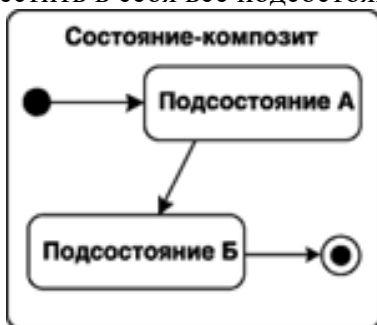 Состояние-композит
Подсостояние А
Подсостояние Б